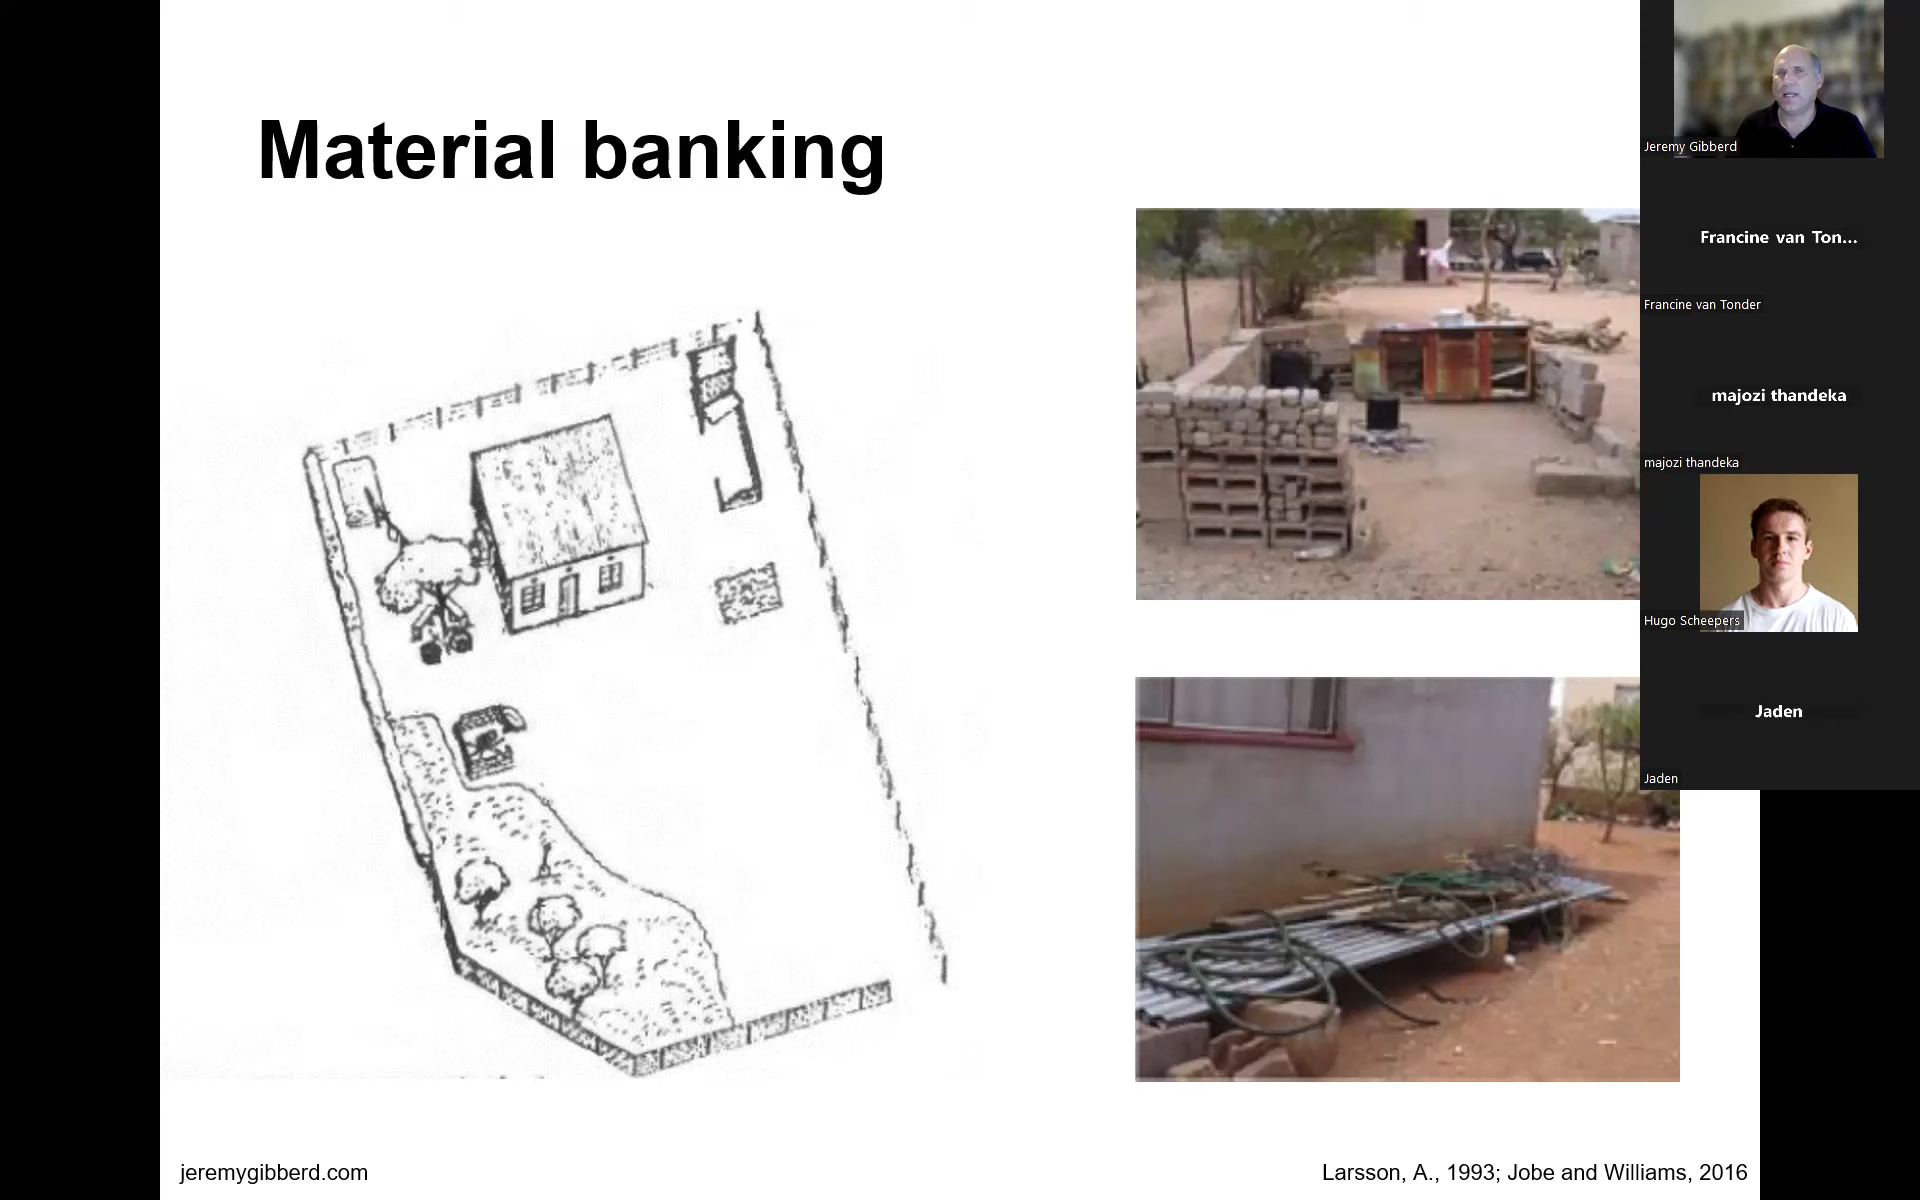 Material banking
jeremygibberd.com
Larsson, A., 1993; Jobe and Williams, 2016
Jeremy Gibberd
Francine van Ton...
Francine van Tonder
majozi thandeka
majozi thandeka
Hugo Scheepers
Jaden
Jaden